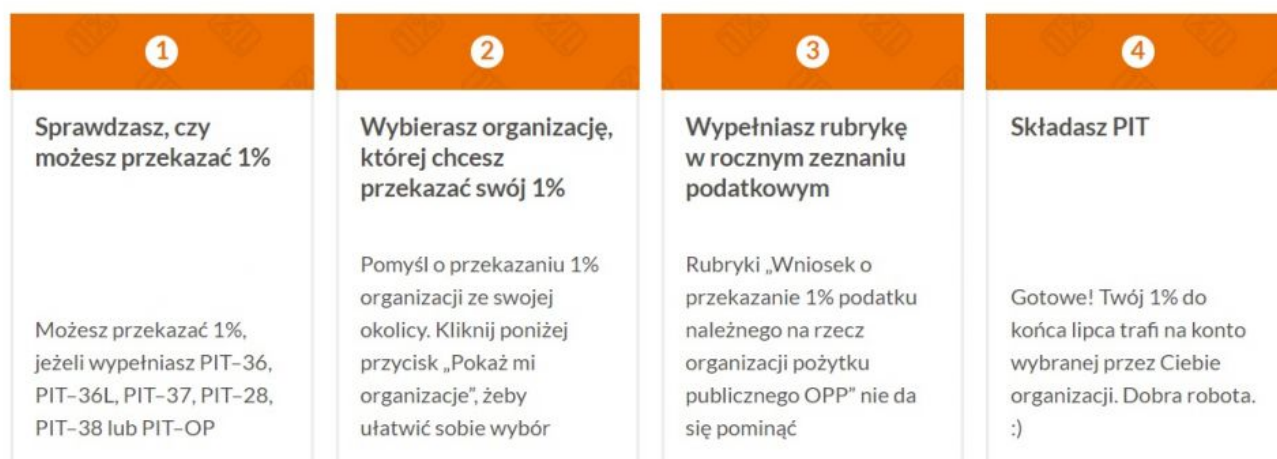 1
Sprawdzasz, czy
możesz przekazać 1%
Możesz przekazać 1%,
jeżeli wypełniasz PIT–36,
PIT–36L, PIT–37, PIT–28,
PIT–38 lub PIT–OP
2
Wybierasz organizację,
której chcesz
przekazać swój 1%
Pomyśl o przekazaniu 1%
organizacji ze swojej
okolicy. Kliknij poniżej
przycisk „Pokaż mi
organizacje”, żeby
ułatwić sobie wybór
3
Wypełniasz rubrykę
w rocznym zeznaniu
podatkowym
Rubryki „Wniosek o
przekazanie 1% podatku
należnego na rzecz
organizacji pożytku
publicznego OPP” nie da
się pominąć
4
Składasz PIT
Gotowe! Twój 1% do
końca lipca trafi na konto
wybranej przez Ciebie
organizacji. Dobra robota.
:)